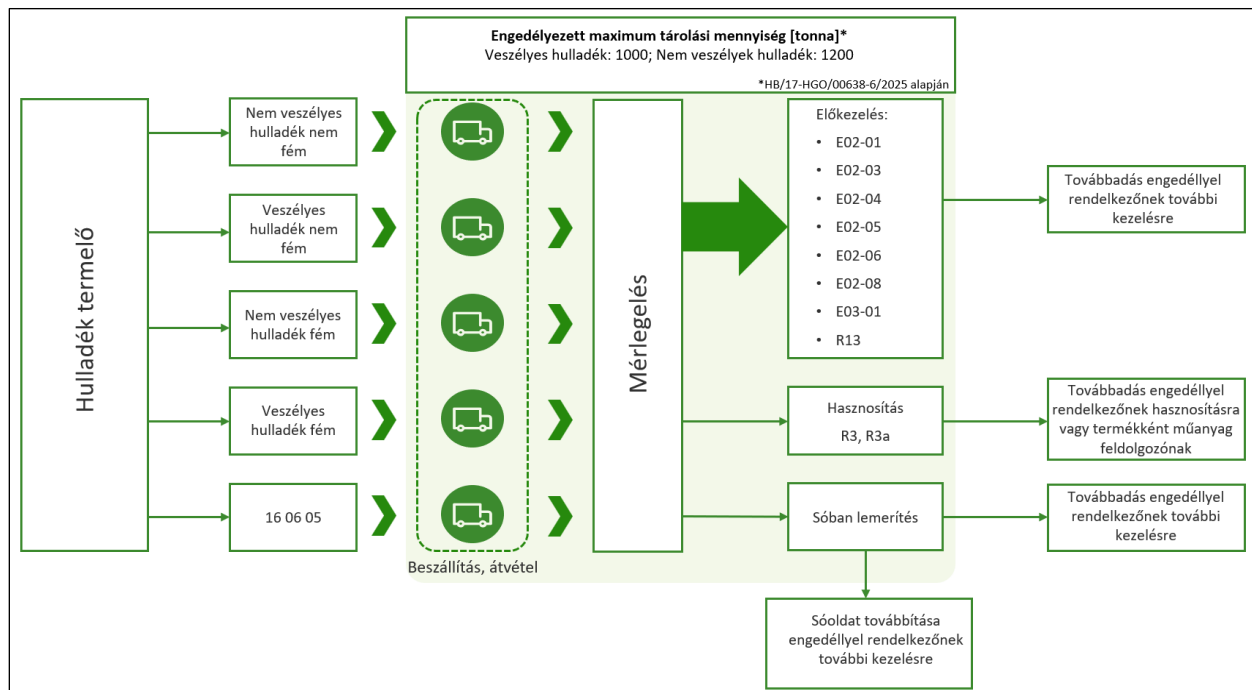 Engedélyezett maximum tárolási mennyiség [tonna]*
Veszélyes hulladék: 1000; Nem veszélyek hulladék: 1200
*HB/17-HGO/00638-6/2025 alapján
Hulladék termelő
Nem veszélyes
hulladék nem
fém
Veszélyes
hulladék nem
fém
Nem veszélyes
hulladék fém
Veszélyes
hulladék fém
16 06 05
Beszállítás, átvétel
Mérlegelés
Előkezelés:
• E02-01
• E02-03
• E02-04
• E02-05
• E02-06
• E02-08
• E03-01
• R13
Hasznosítás
R3, R3a
Sóban lemerítés
Továbbadás engedéllyel
rendelkezőnek további
kezelésre
Továbbadás engedéllyel
rendelkezőnek hasznosításra
vagy termékként műanyag
feldolgozónak
Továbbadás engedéllyel
rendelkezőnek további
kezelésre
Sóoldat továbbítása
engedéllyel rendelkezőnek
további kezelésre